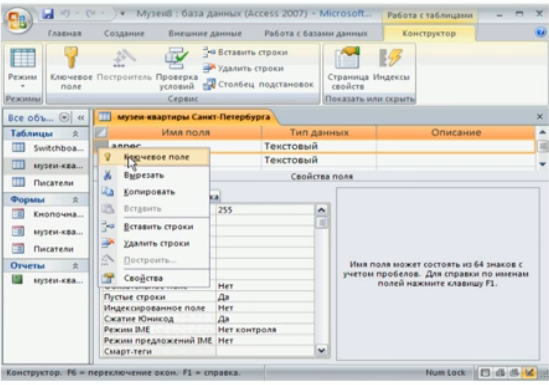 Музей8 : база данных (Access 2007) - Microsoft...
Работа с таблицами
Главная Создание Внешние данные Работа с базами данных Конструктор
Режим
Ключевое поле
Построитель
Проверка условий
Вставить строки
Удалить строки
Столбец подстановок
Страница свойств
Индексы
Режимы Сервис Показать или скрыть
Все объ...
музеи-квартиры Санкт-Петербурга
Таблицы
Switchboa...
музеи-ква...
Писатели
Формы
Кнопочна...
музеи-ква...
Писатели
Отчеты
музеи-ква...
Имя поля Тип данных Описание
адрес Текстовый
Текстовый
Свойства поля
Ключевое поле
Вырезать
Копировать
Вставить
Вставить строки
Удалить строки
Построить...
Свойства
255
Нет
Пустые строки Да
Индексированное поле Нет
Сжатие Юникод Да
Режим IME Нет контроля
Режим предложений IME Нет
Смарт-теги
Имя поля может состоять из 64 знаков с
учетом пробелов. Для справки по именам
полей нажмите клавишу F1.
Конструктор. F6 = переключение окон. F1 = справка.
Num Lock